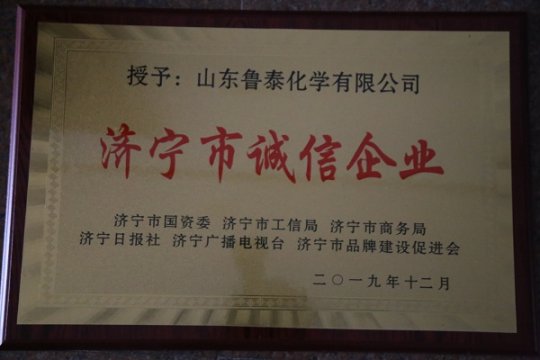 授予：山东鲁泰化学有限公司
济宁市诚信企业
济宁市国资委 济宁市工信局 济宁市商务局
济宁日报社 济宁广播电视台 济宁市品牌建设促进会
二〇一九年十二月